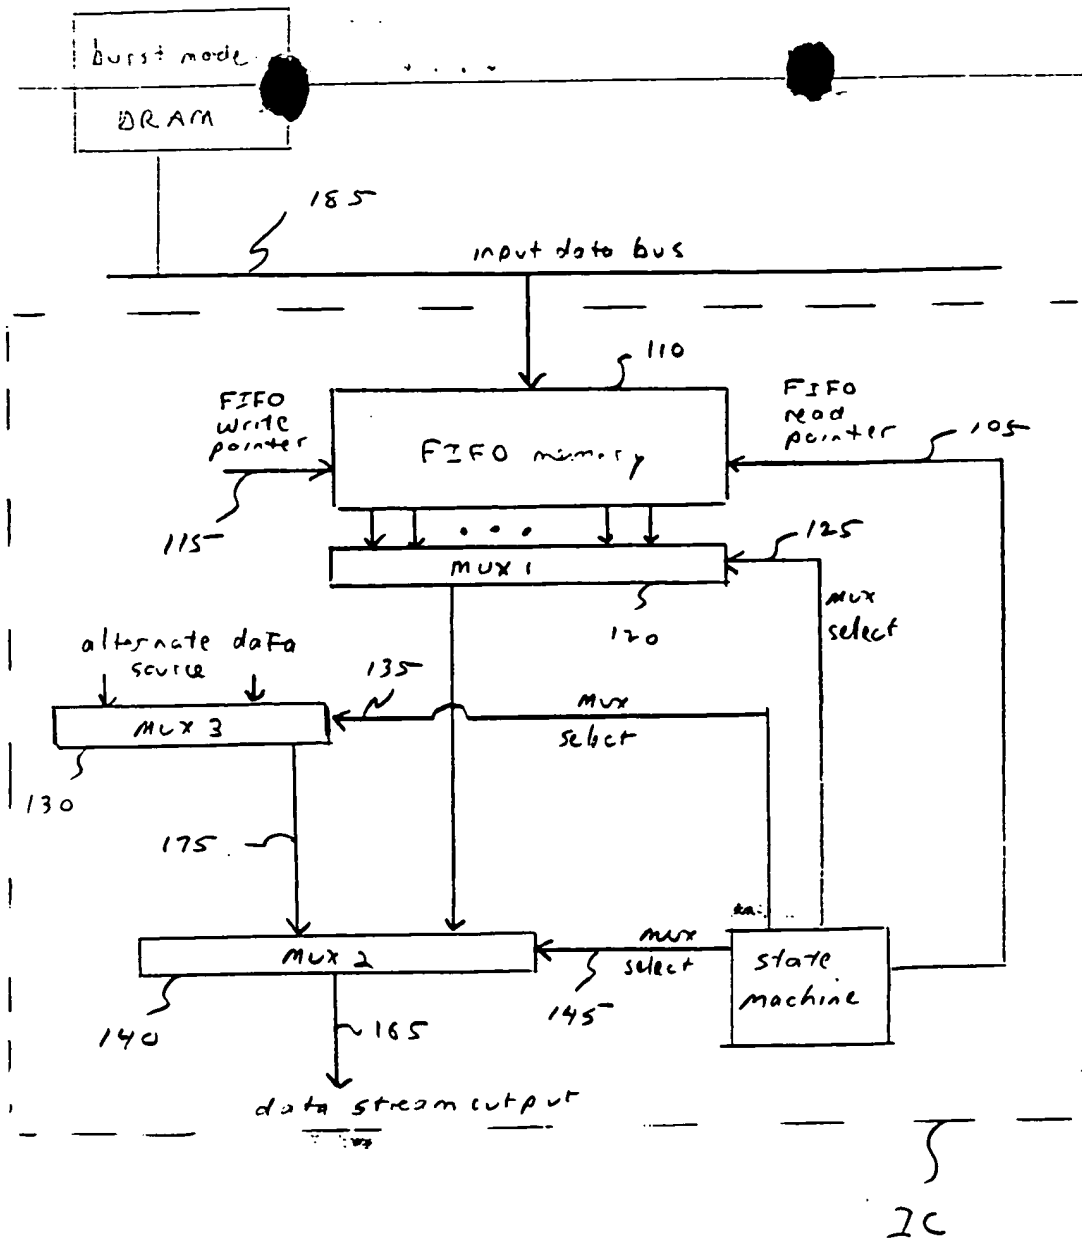 burst mode
DRAM
185
input data bus
110
FIFO
write
pointer
FIFO
read
pointer
105
FIFO memory
115
125
MUX 1
mux
select
120
alternate data
source
135
mux
select
MUX 3
130
175
MUX 2
mux
select
state
machine
145
140
165
data stream output
IC